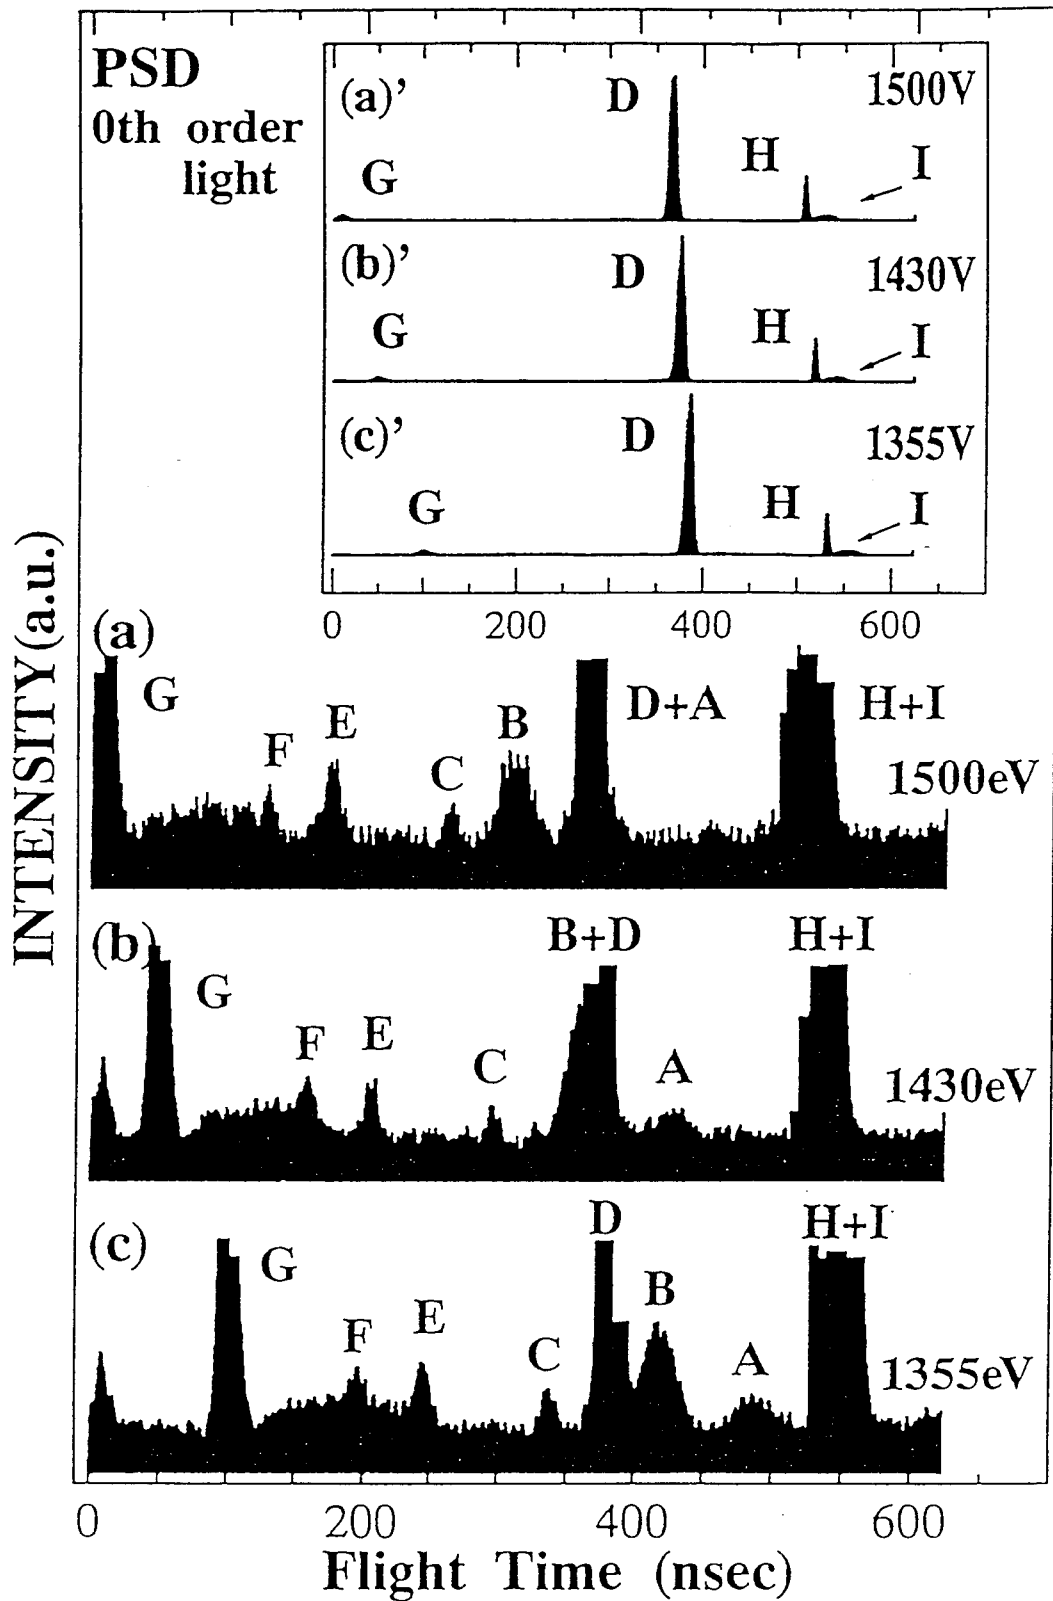 PSD
0th order
light
(a)' D 1500V
G H I
(b)' D 1430V
G H I
(c)' D 1355V
G H I
0 200 400 600
INTENSITY(a.u.)
(a)
G F E C B D+A H+I
1500eV
(b) B+D H+I
G F E C A
1430eV
(c) D H+I
G F E C B A
1355eV
0 200 400 600
Flight Time (nsec)